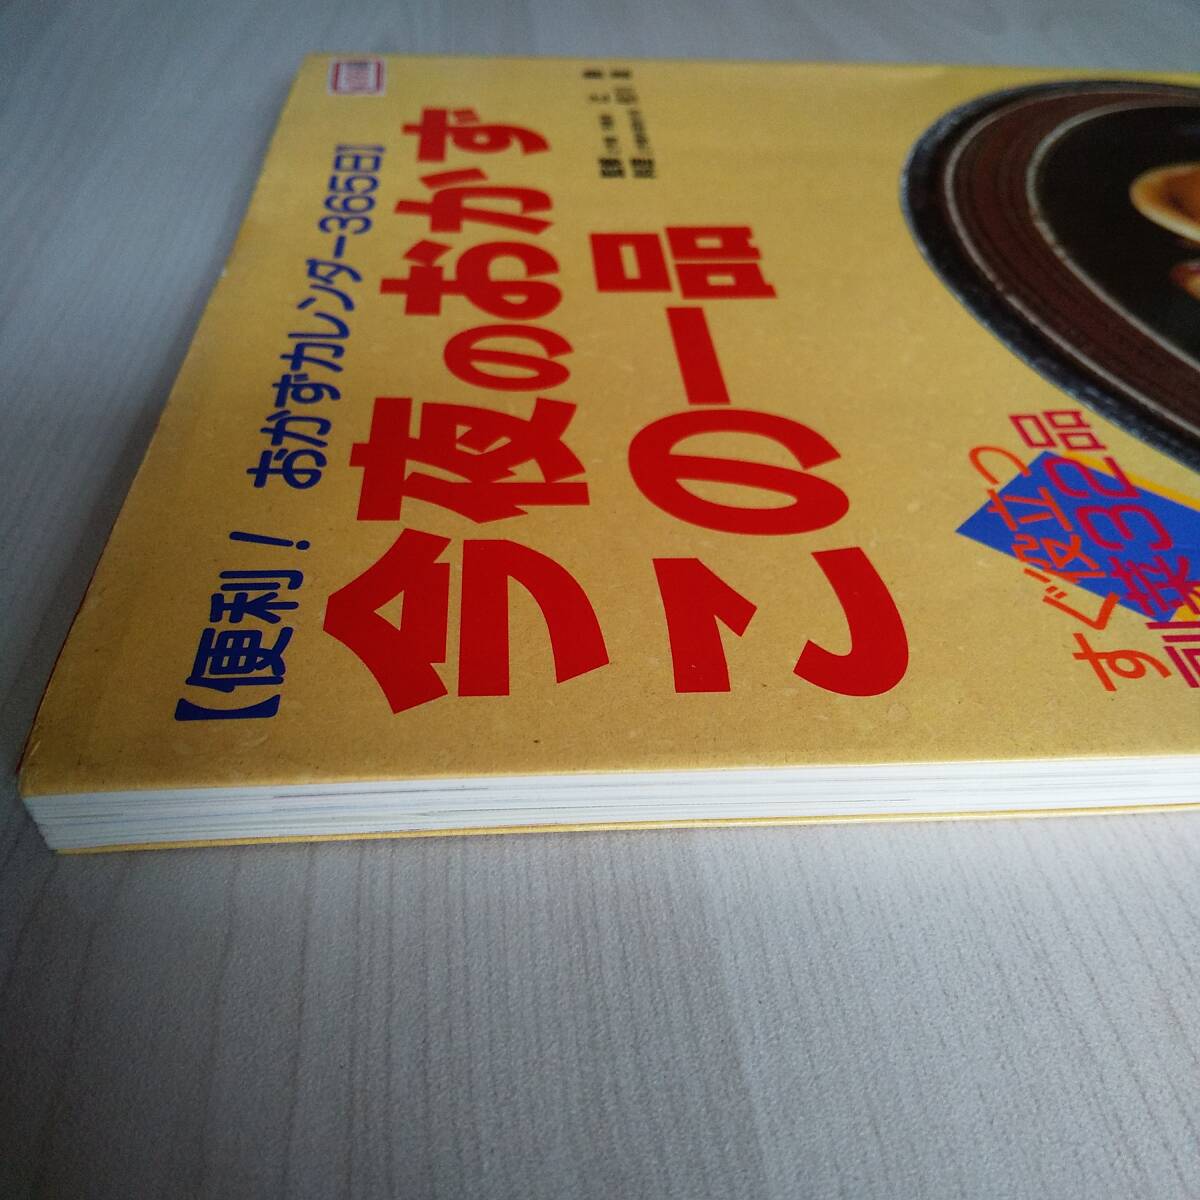 【便利! おかずカレンダー365日】
今夜のおかず
この一品
すぐ役立つ
副菜32品